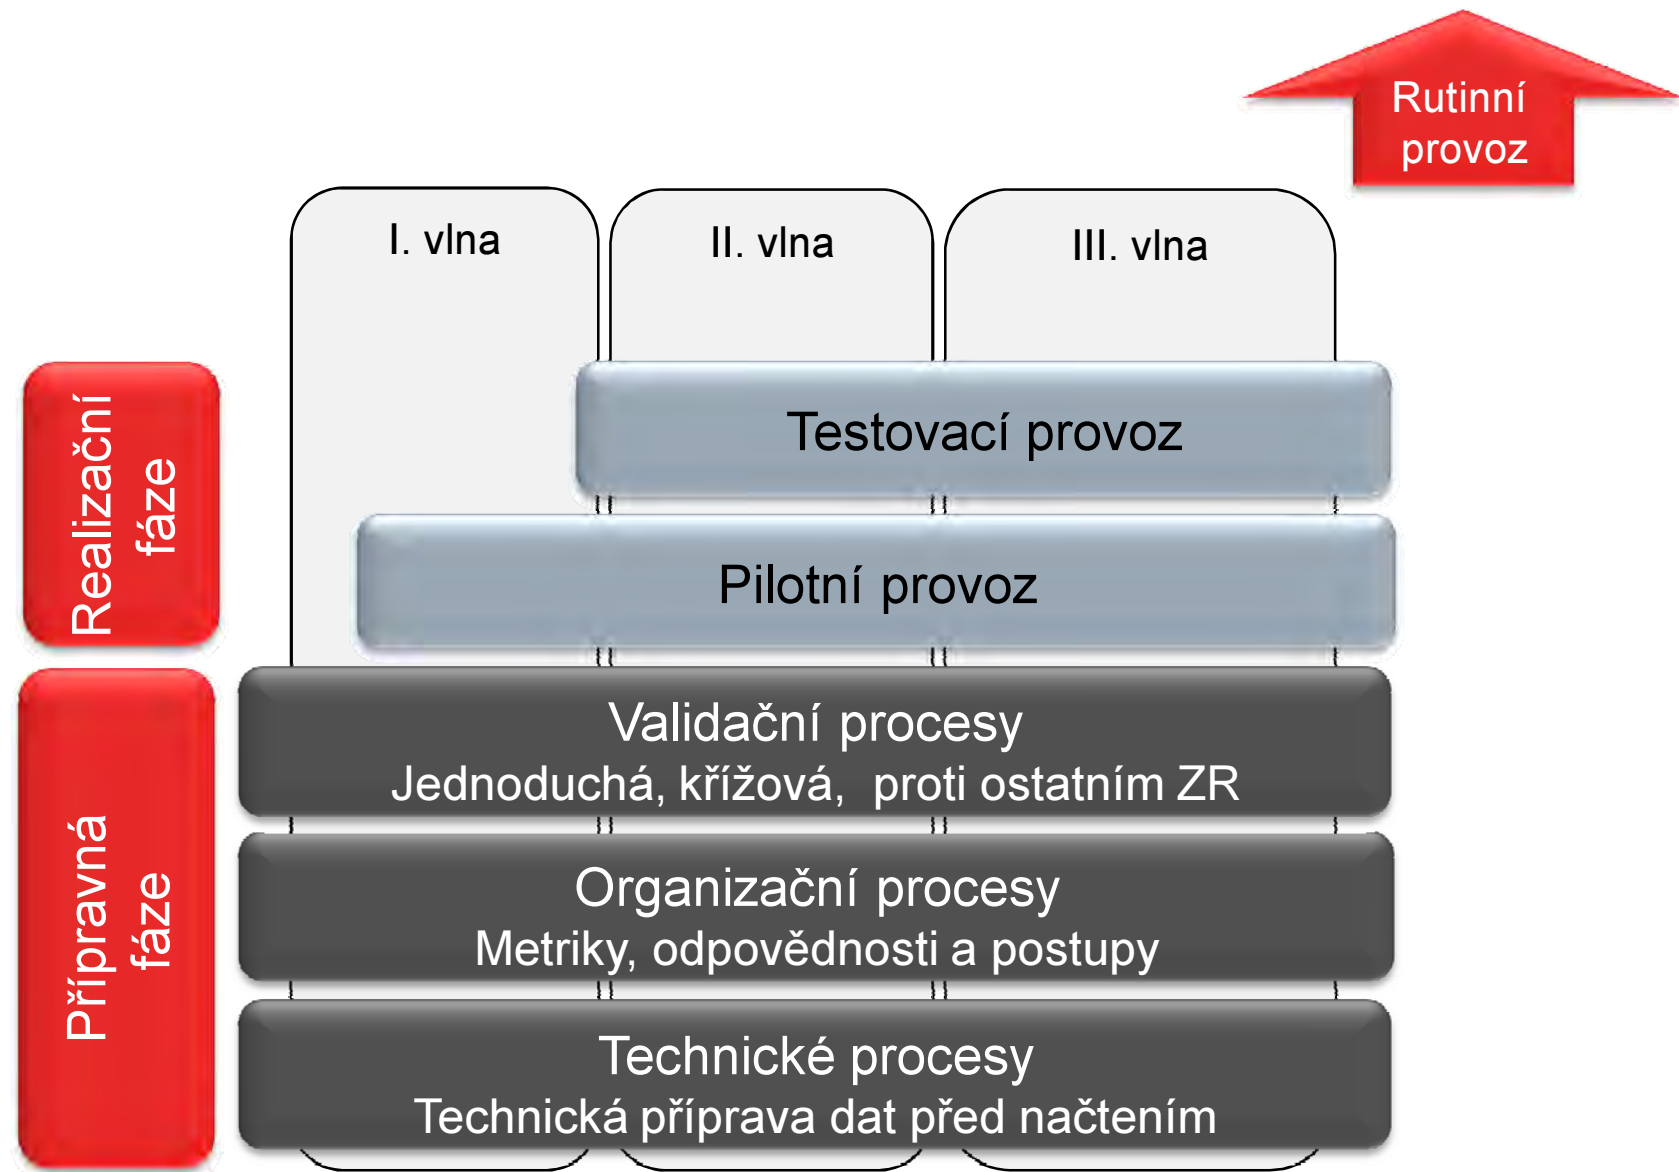 Rutinní
provoz
I. vlna
II. vlna
III. vlna
Realizační
fáze
Testovací provoz
Pilotní provoz
Přípravná
fáze
Validační procesy
Jednoduchá, křížová,  proti ostatním ZR
Organizační procesy
Metriky, odpovědnosti a postupy
Technické procesy
Technická příprava dat před načtením